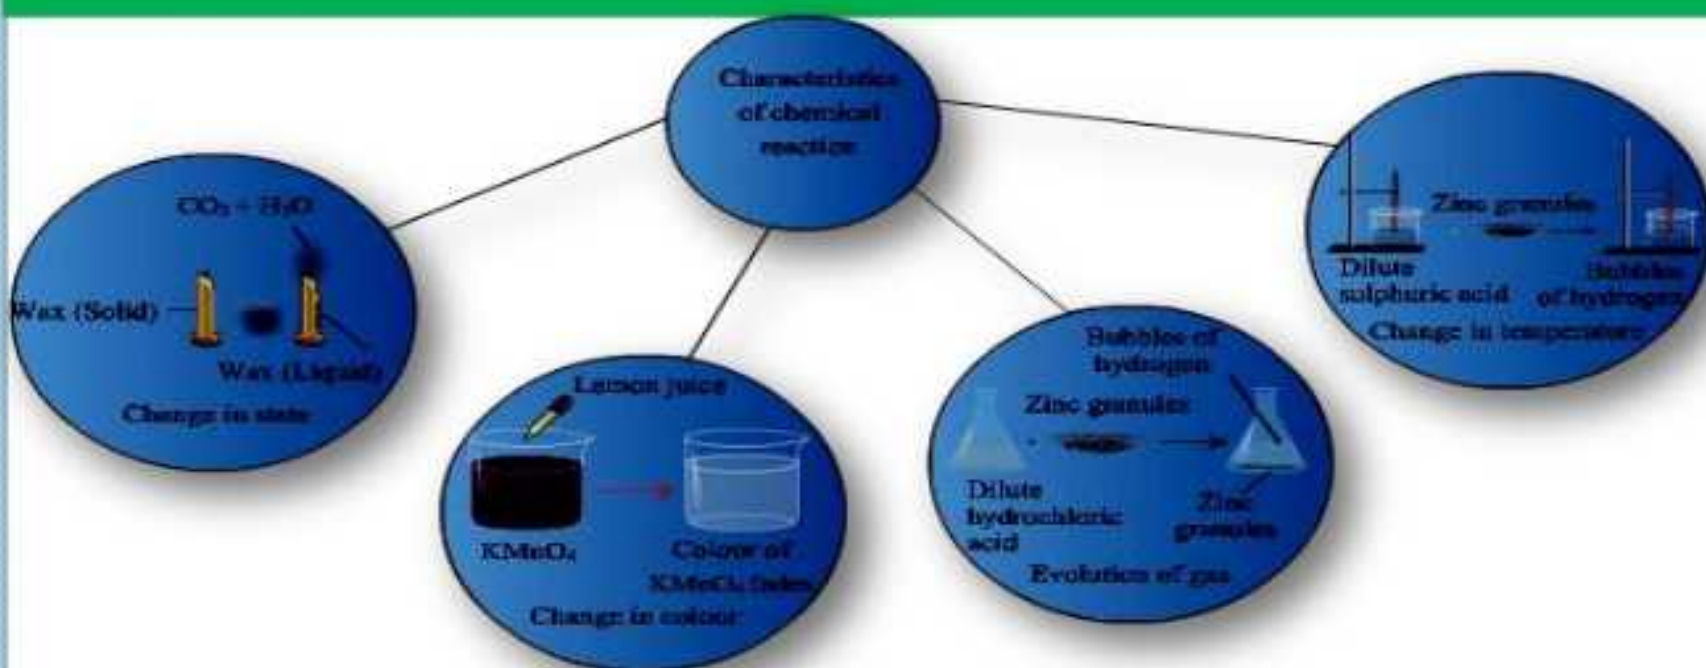 Characteristics
of chemical
reaction
CO₂ + H₂O
Wax (Solid)
Wax (Liquid)
Change in state
Lemon juice
KMnO₄
Colour of
KMnO₄ fades
Change in colour
Bubbles of
hydrogen
Zinc granules
Dilute
hydrochloric
acid
Zinc
granules
Evolution of gas
Zinc granules
Dilute
sulphuric acid
Bubbles
of hydrogen
Change in temperature